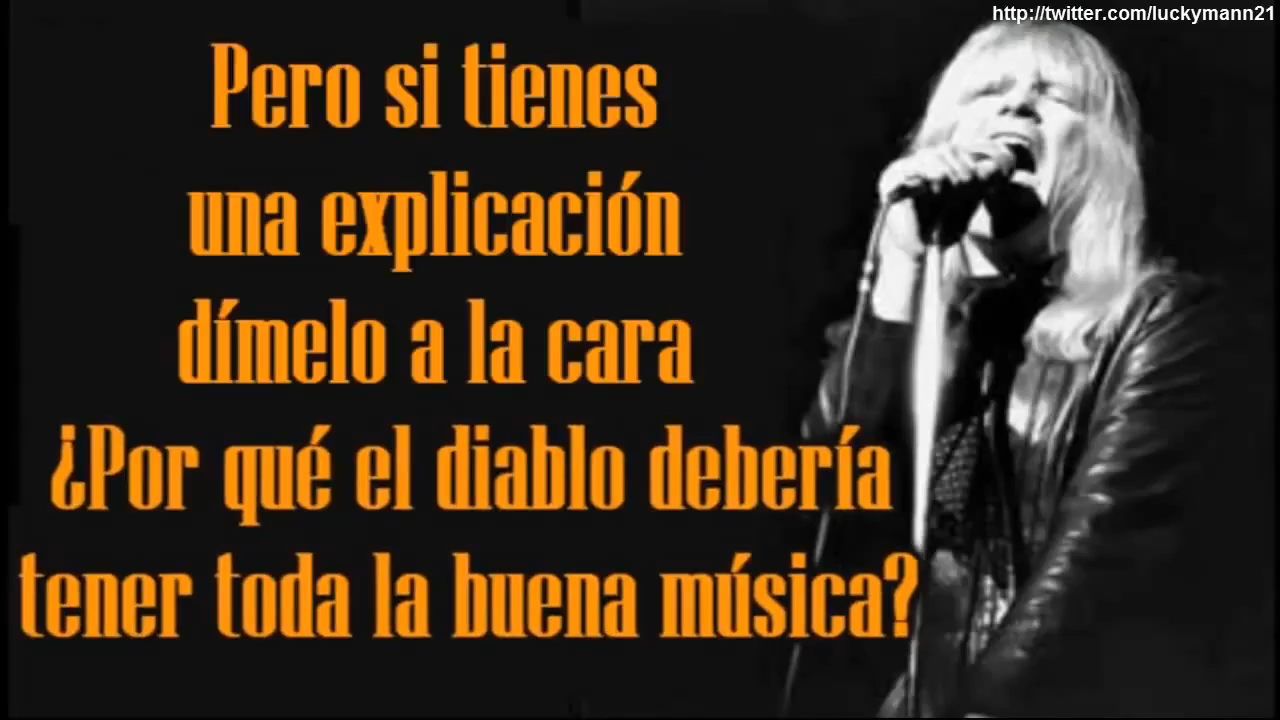 http://twitter.com/luckymann21
Pero si tienes
una explicación
dímelo a la cara
¿Por qué el diablo debería
tener toda la buena música?